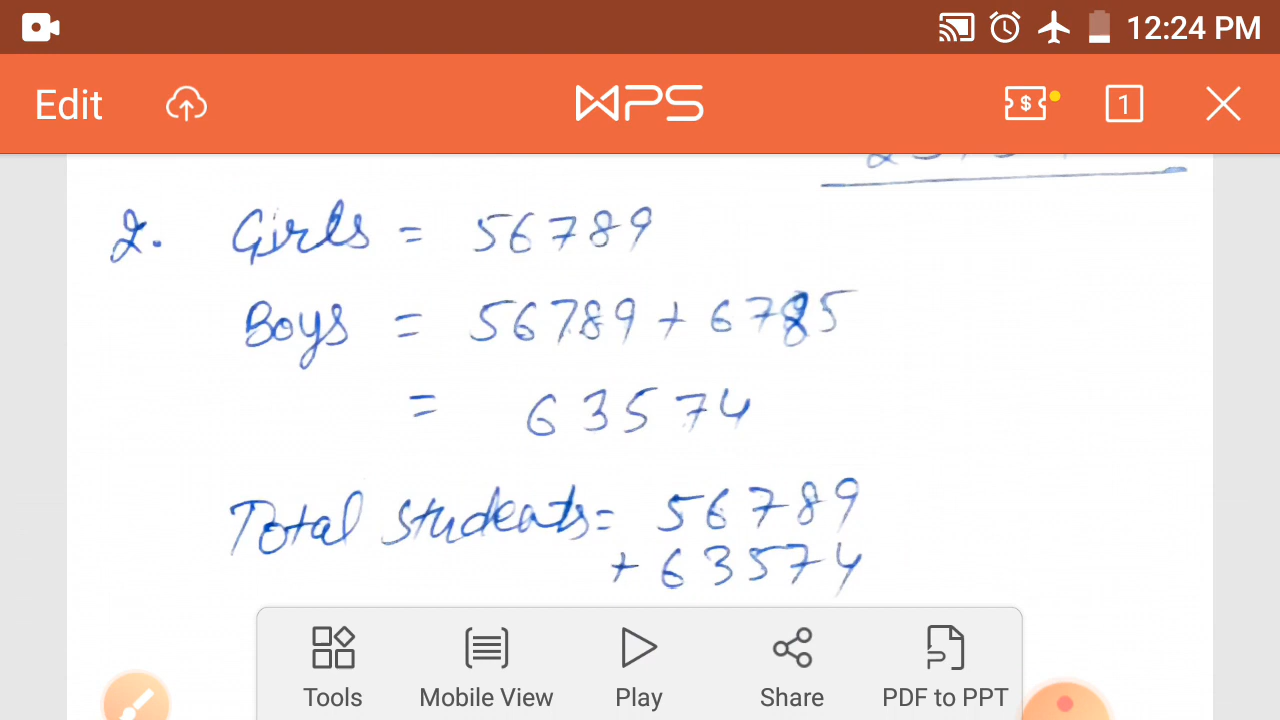 12:24 PM
Edit WPS $ 1
2. Girls = 56789
Boys = 56789 + 6785
= 63574
Total students = 56789
+ 63574
Tools Mobile View Play Share PDF to PPT